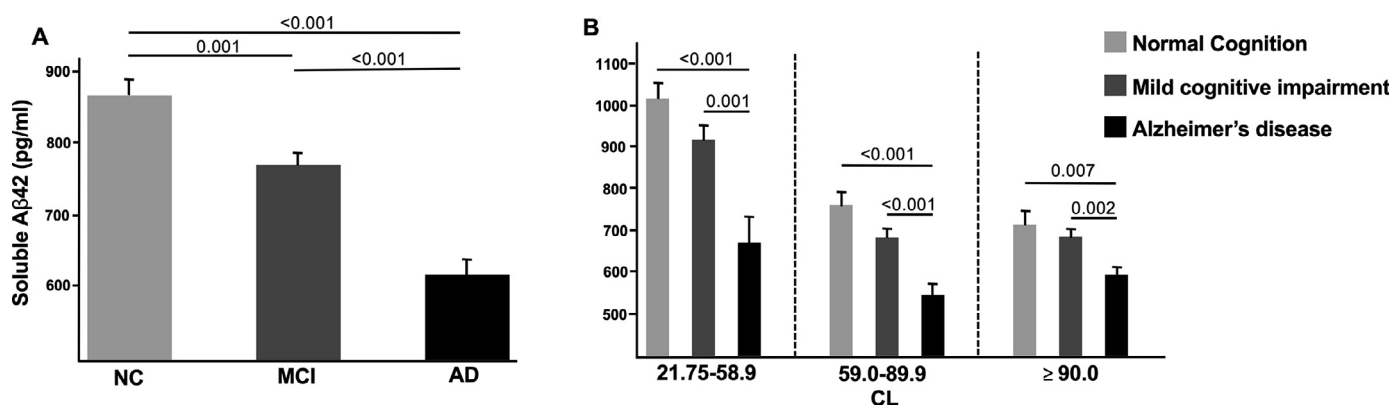 A
<0.001
0.001
<0.001
Soluble Aβ42 (pg/ml)
900
800
700
600
NC
MCI
AD
B
1100
1000
900
800
700
600
500
<0.001
0.001
<0.001
<0.001
0.007
0.002
21.75-58.9
59.0-89.9
≥ 90.0
CL
Normal Cognition
Mild cognitive impairment
Alzheimer's disease